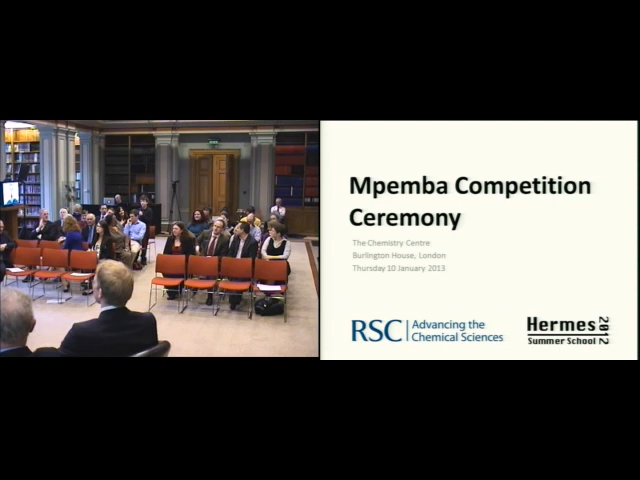 Mpemba Competition
Ceremony
The Chemistry Centre
Burlington House, London
Thursday 10 January 2013
RSC
Advancing the
Chemical Sciences
Hermes 2012
Summer School